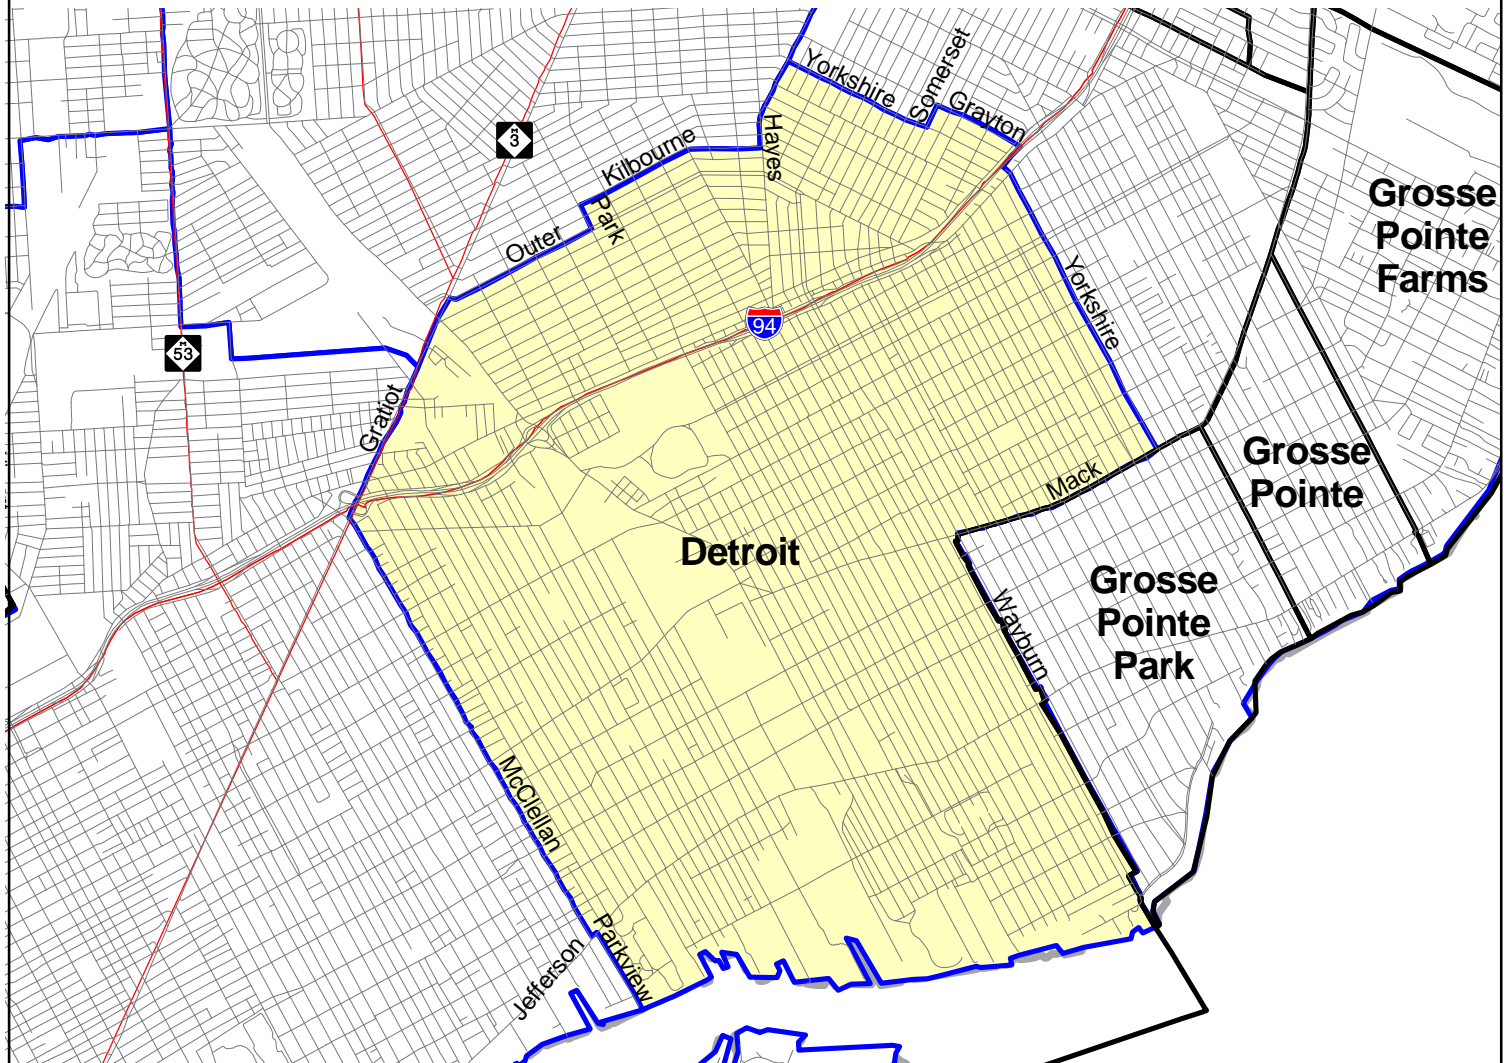 Yorkshire
Somerset
Grayton
M
3
Hayes
Kilbourne
Park
Outer
Grosse
Pointe
Farms
Yorkshire
94
M
53
Gratiot
Mack
Grosse
Pointe
Detroit
Grosse
Pointe
Park
Wayburn
McClellan
Parkview
Jefferson